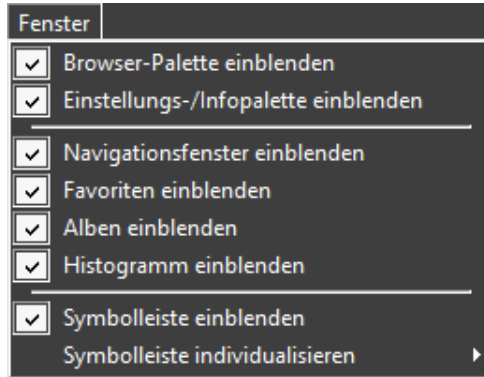 Fenster
Browser-Palette einblenden
Einstellungs-/Infopalette einblenden
Navigationsfenster einblenden
Favoriten einblenden
Alben einblenden
Histogramm einblenden
Symbolleiste einblenden
Symbolleiste individualisieren